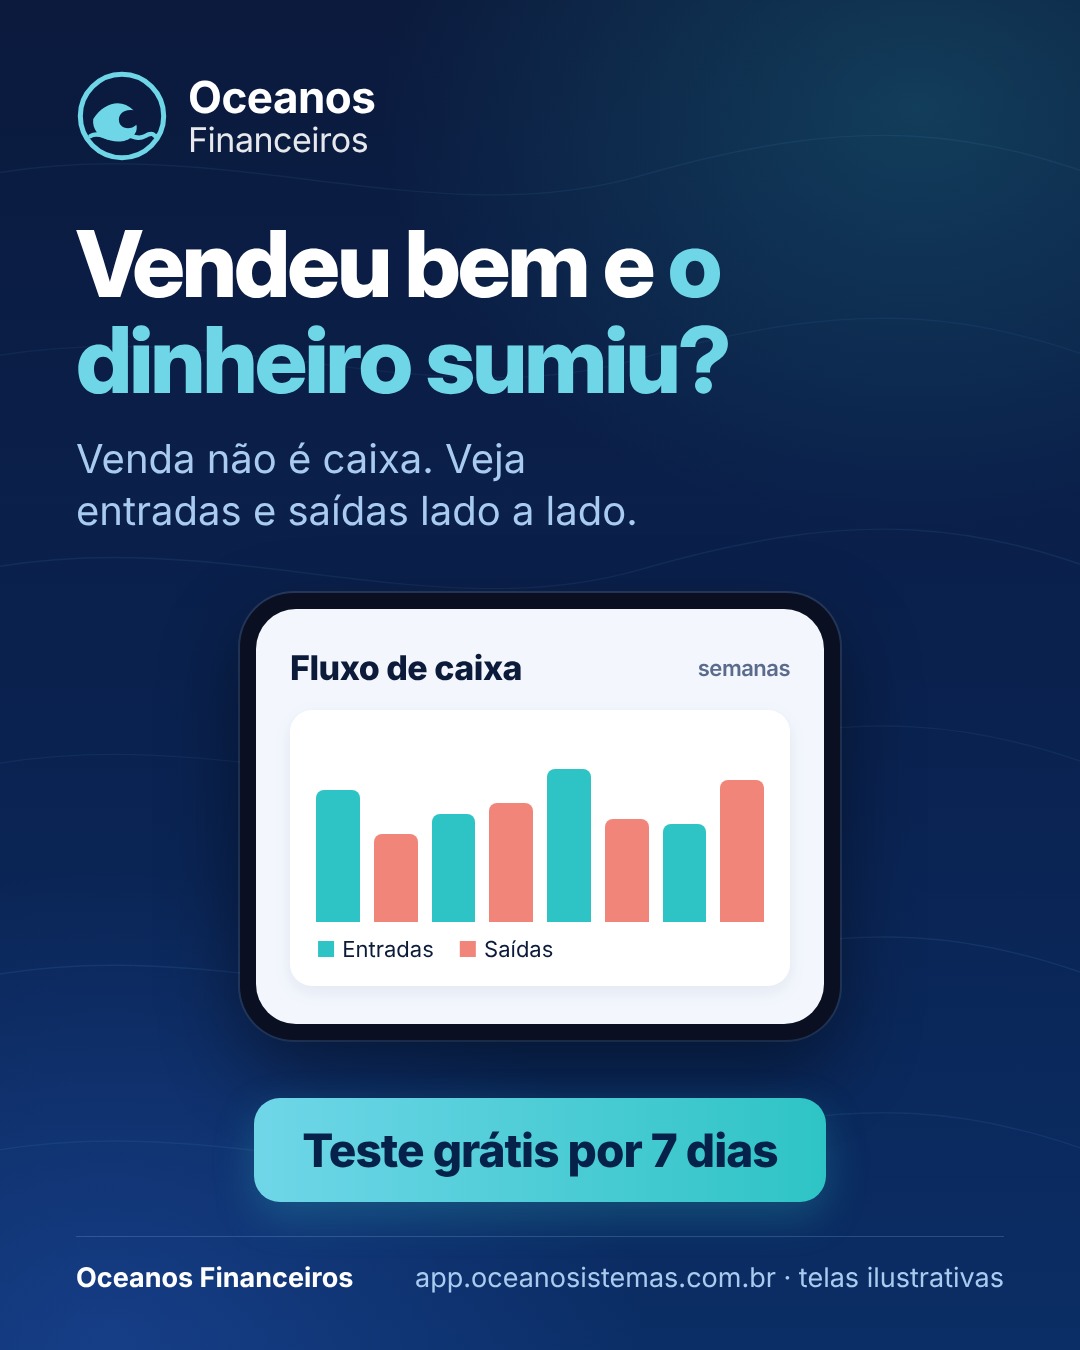 Oceanos
Financeiros
Vendeu bem e o
dinheiro sumiu?
Venda não é caixa. Veja
entradas e saídas lado a lado.
Fluxo de caixa
semanas
Entradas
Saídas
Teste grátis por 7 dias
Oceanos Financeiros
app.oceanosistemas.com.br · telas ilustrativas